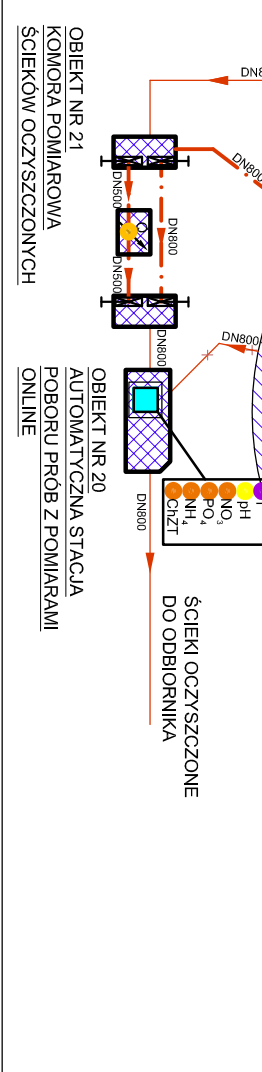 DN800
DN800
DN500
DN800
DN500
Q
DN800
DN800
OBIEKT NR 21
KOMORA POMIAROWA
ŚCIEKÓW OCZYSZCZONYCH
OBIEKT NR 20
AUTOMATYCZNA STACJA
POBORU PRÓB Z POMIARAMI
ONLINE
pH
NO3
PO4
NH4
ChZT
DN800
ŚCIEKI OCZYSZCZONE
DO ODBIORNIKA